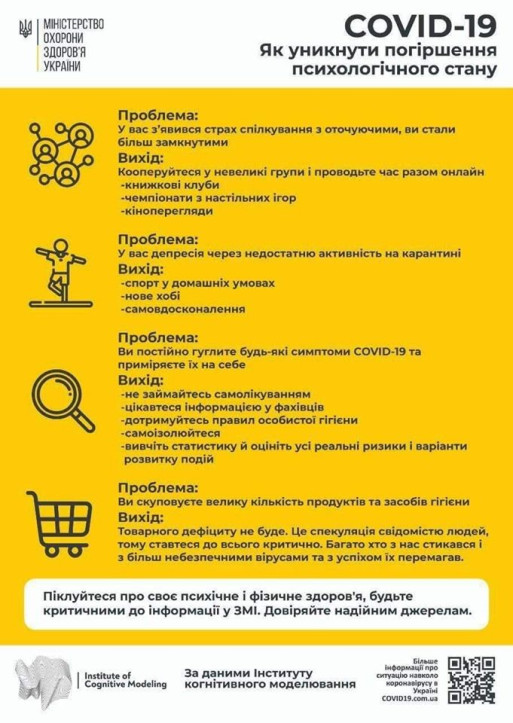 МІНІСТЕРСТВО
ОХОРОНИ
ЗДОРОВ'Я
УКРАЇНИ
COVID-19
Як уникнути погіршення
психологічного стану
Проблема:
У вас з’явився страх спілкування з оточуючими, ви стали
більш замкнутими
Вихід:
Кооперуйтеся у невеликі групи і проводьте час разом онлайн
-книжкові клуби
-чемпіонати з настільних ігор
-кіноперегляди
Проблема:
У вас депресія через недостатню активність на карантині
Вихід:
-спорт у домашніх умовах
-нове хобі
-самовдосконалення
Проблема:
Ви постійно гуглите будь-які симптоми COVID-19 та
приміряєте їх на себе
Вихід:
-не займайтесь самолікуванням
-цікавтеся інформацією у фахівців
-дотримуйтесь правил особистої гігієни
-самоізолюйтеся
-вивчіть статистику й оцініть усі реальні ризики і варіанти
розвитку подій
Проблема:
Ви скуповуєте велику кількість продуктів та засобів гігієни
Вихід:
Товарного дефіциту не буде. Це спекуляція свідомістю людей,
тому ставтеся до всього критично. Багато хто з нас стикався і
з більш небезпечними вірусами та з успіхом їх перемагав.
Піклуйтеся про своє психічне і фізичне здоров'я, будьте
критичними до інформації у ЗМІ. Довіряйте надійним джерелам.
Institute of
Cognitive Modeling
За даними Інституту
когнітивного моделювання
Більше
інформації про
ситуацію навколо
коронавірусу в
Україні
COVID19.com.ua